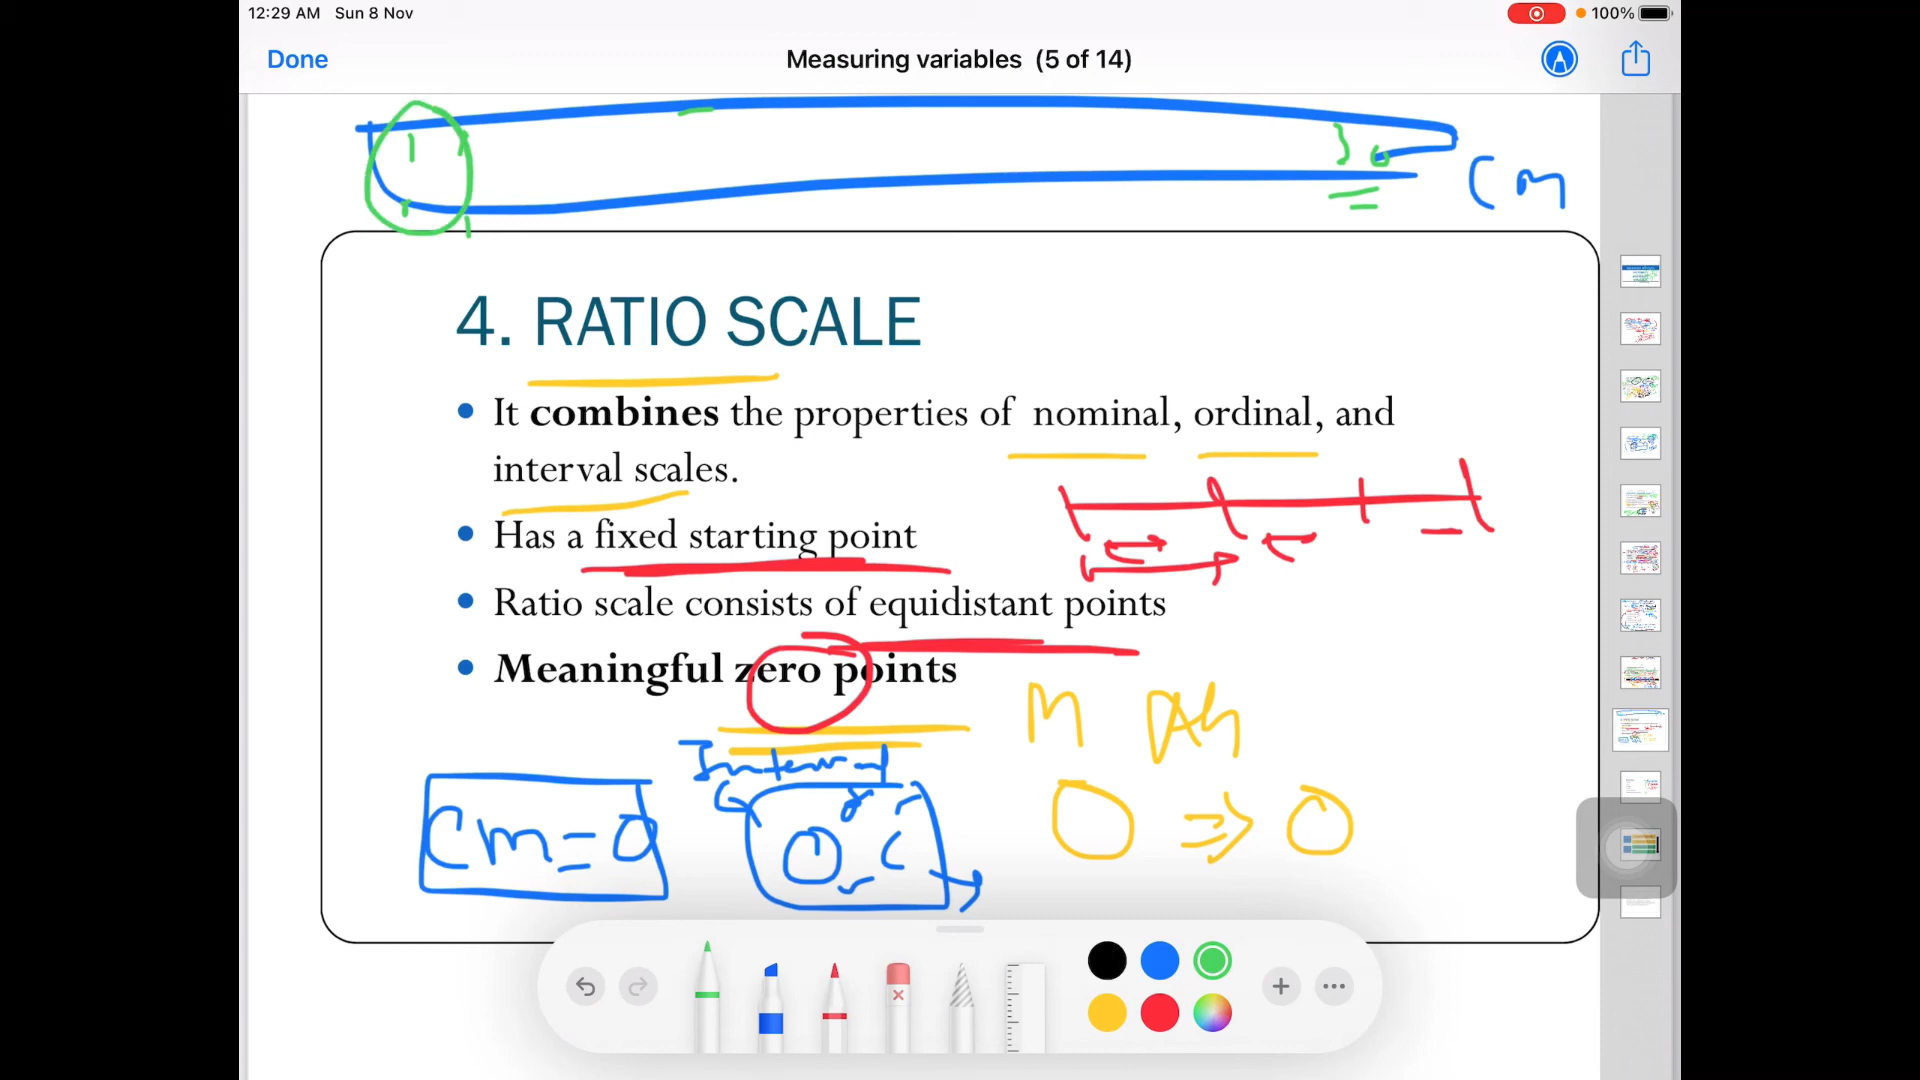 12:29 AM Sun 8 Nov
100%
Done
Measuring variables (5 of 14)
30
Cm
4. RATIO SCALE
It combines the properties of nominal, ordinal, and
interval scales.
Has a fixed starting point
Ratio scale consists of equidistant points
Meaningful zero points
Interval
Cm = 0
0 ⇒ 0